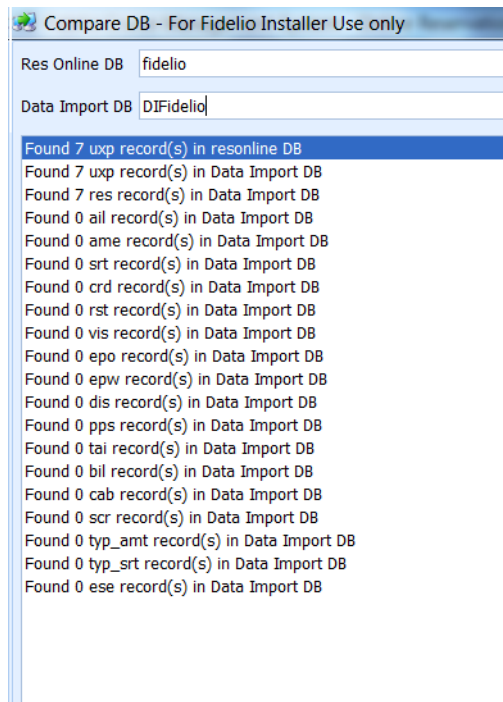 Compare DB - For Fidelio Installer Use only
Res Online DB fidelio
Data Import DB DIFidelio
Found 7 uxp record(s) in resonline DB
Found 7 uxp record(s) in Data Import DB
Found 7 res record(s) in Data Import DB
Found 0 ail record(s) in Data Import DB
Found 0 ame record(s) in Data Import DB
Found 0 srt record(s) in Data Import DB
Found 0 crd record(s) in Data Import DB
Found 0 rst record(s) in Data Import DB
Found 0 vis record(s) in Data Import DB
Found 0 epo record(s) in Data Import DB
Found 0 epw record(s) in Data Import DB
Found 0 dis record(s) in Data Import DB
Found 0 pps record(s) in Data Import DB
Found 0 tai record(s) in Data Import DB
Found 0 bil record(s) in Data Import DB
Found 0 cab record(s) in Data Import DB
Found 0 scr record(s) in Data Import DB
Found 0 typ_amt record(s) in Data Import DB
Found 0 typ_srt record(s) in Data Import DB
Found 0 ese record(s) in Data Import DB